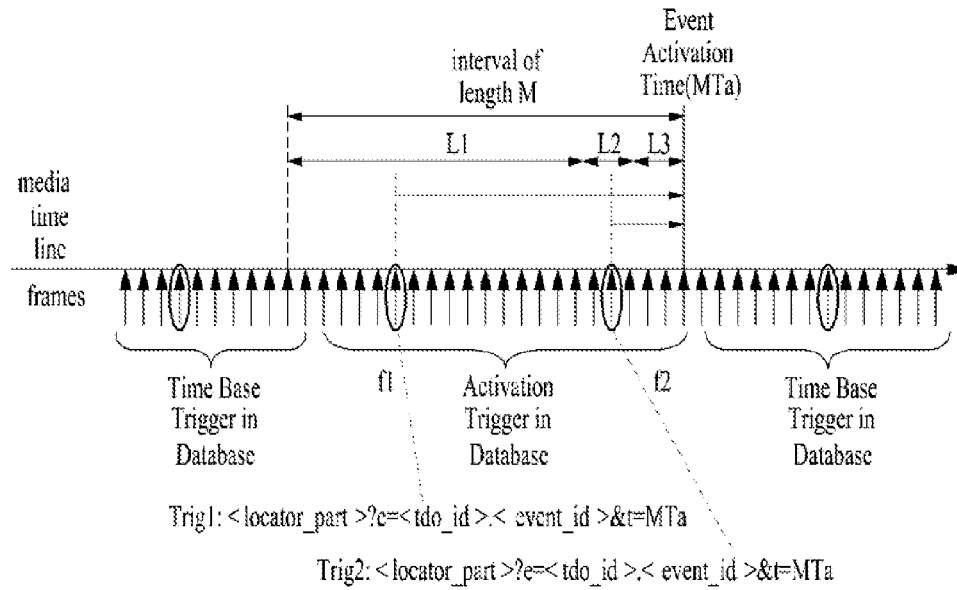 Event
Activation
Time(MTa)
interval of
length M
L1
L2
L3
media
time
line
frames
Time Base
Trigger in
Database
f1
Activation
Trigger in
Database
f2
Time Base
Trigger in
Database
Trig1: <locator_part>?e=<tdo_id>.<event_id>&t=MTa
Trig2: <locator_part>?e=<tdo_id>.<event_id>&t=MTa